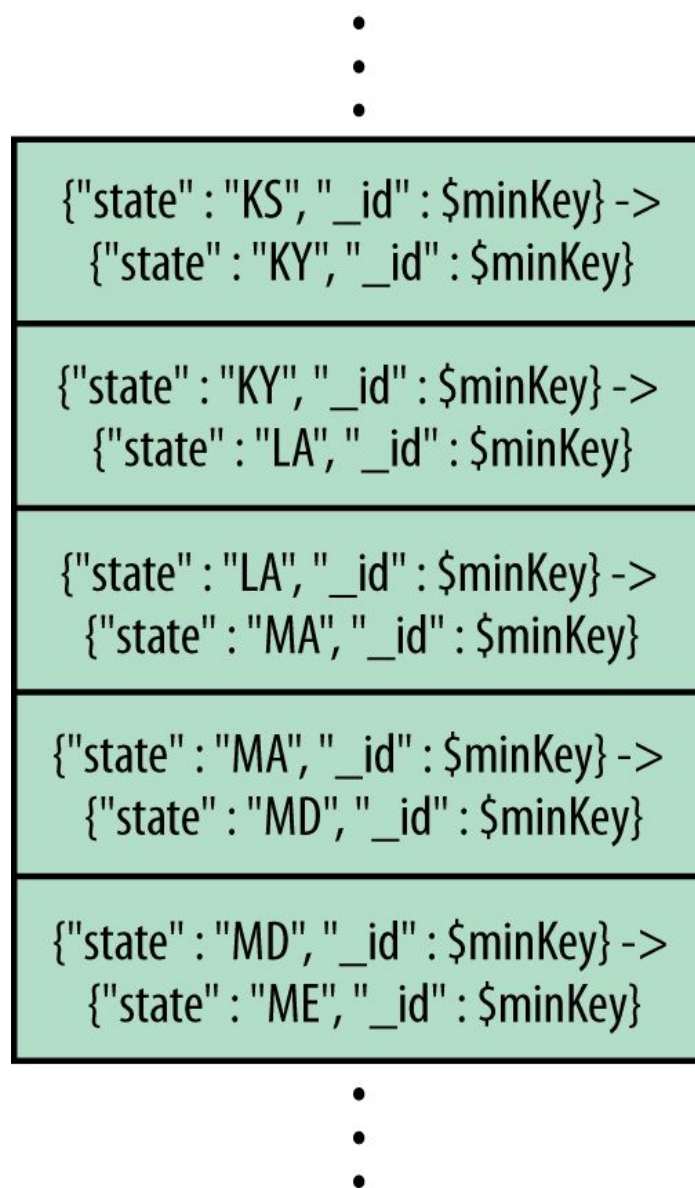 {"state" : "KS", "_id" : $minKey} ->
{"state" : "KY", "_id" : $minKey}
{"state" : "KY", "_id" : $minKey} ->
{"state" : "LA", "_id" : $minKey}
{"state" : "LA", "_id" : $minKey} ->
{"state" : "MA", "_id" : $minKey}
{"state" : "MA", "_id" : $minKey} ->
{"state" : "MD", "_id" : $minKey}
{"state" : "MD", "_id" : $minKey} ->
{"state" : "ME", "_id" : $minKey}